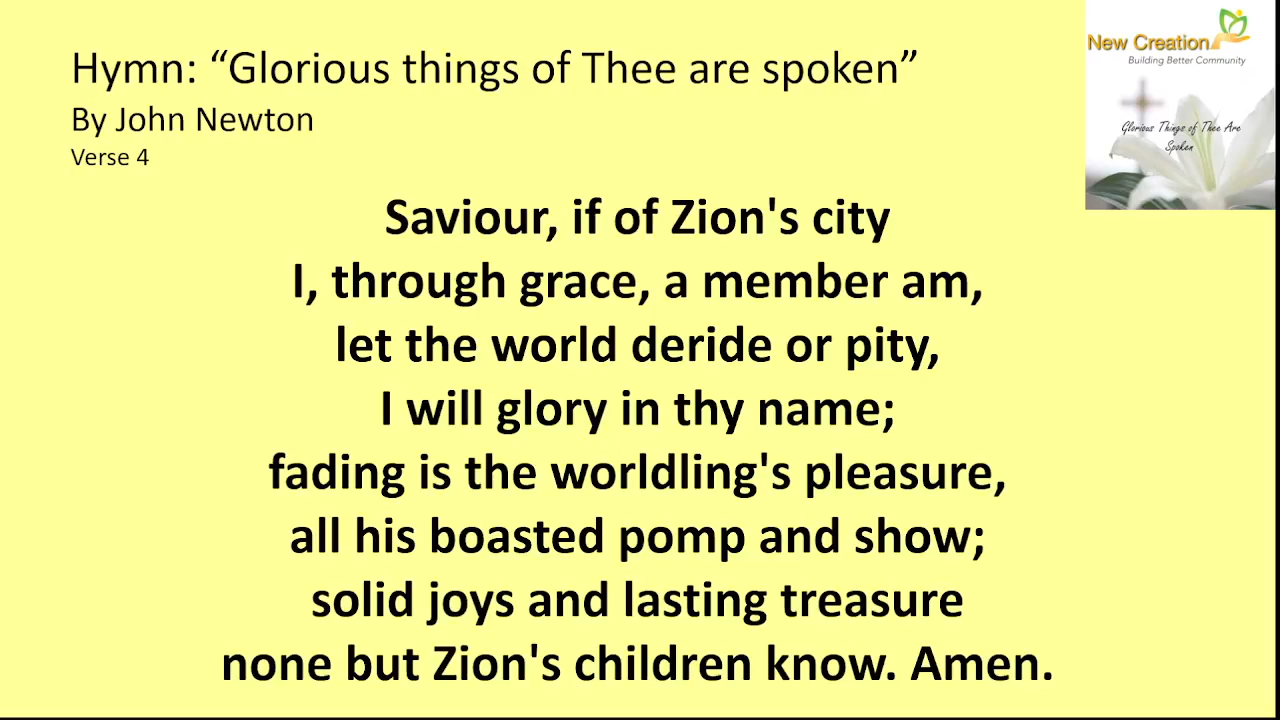 Hymn: “Glorious things of Thee are spoken”
By John Newton
Verse 4
New Creation
Building Better Community
Glorious Things of Thee Are
Spoken
Saviour, if of Zion's city
I, through grace, a member am,
let the world deride or pity,
I will glory in thy name;
fading is the worldling's pleasure,
all his boasted pomp and show;
solid joys and lasting treasure
none but Zion's children know. Amen.